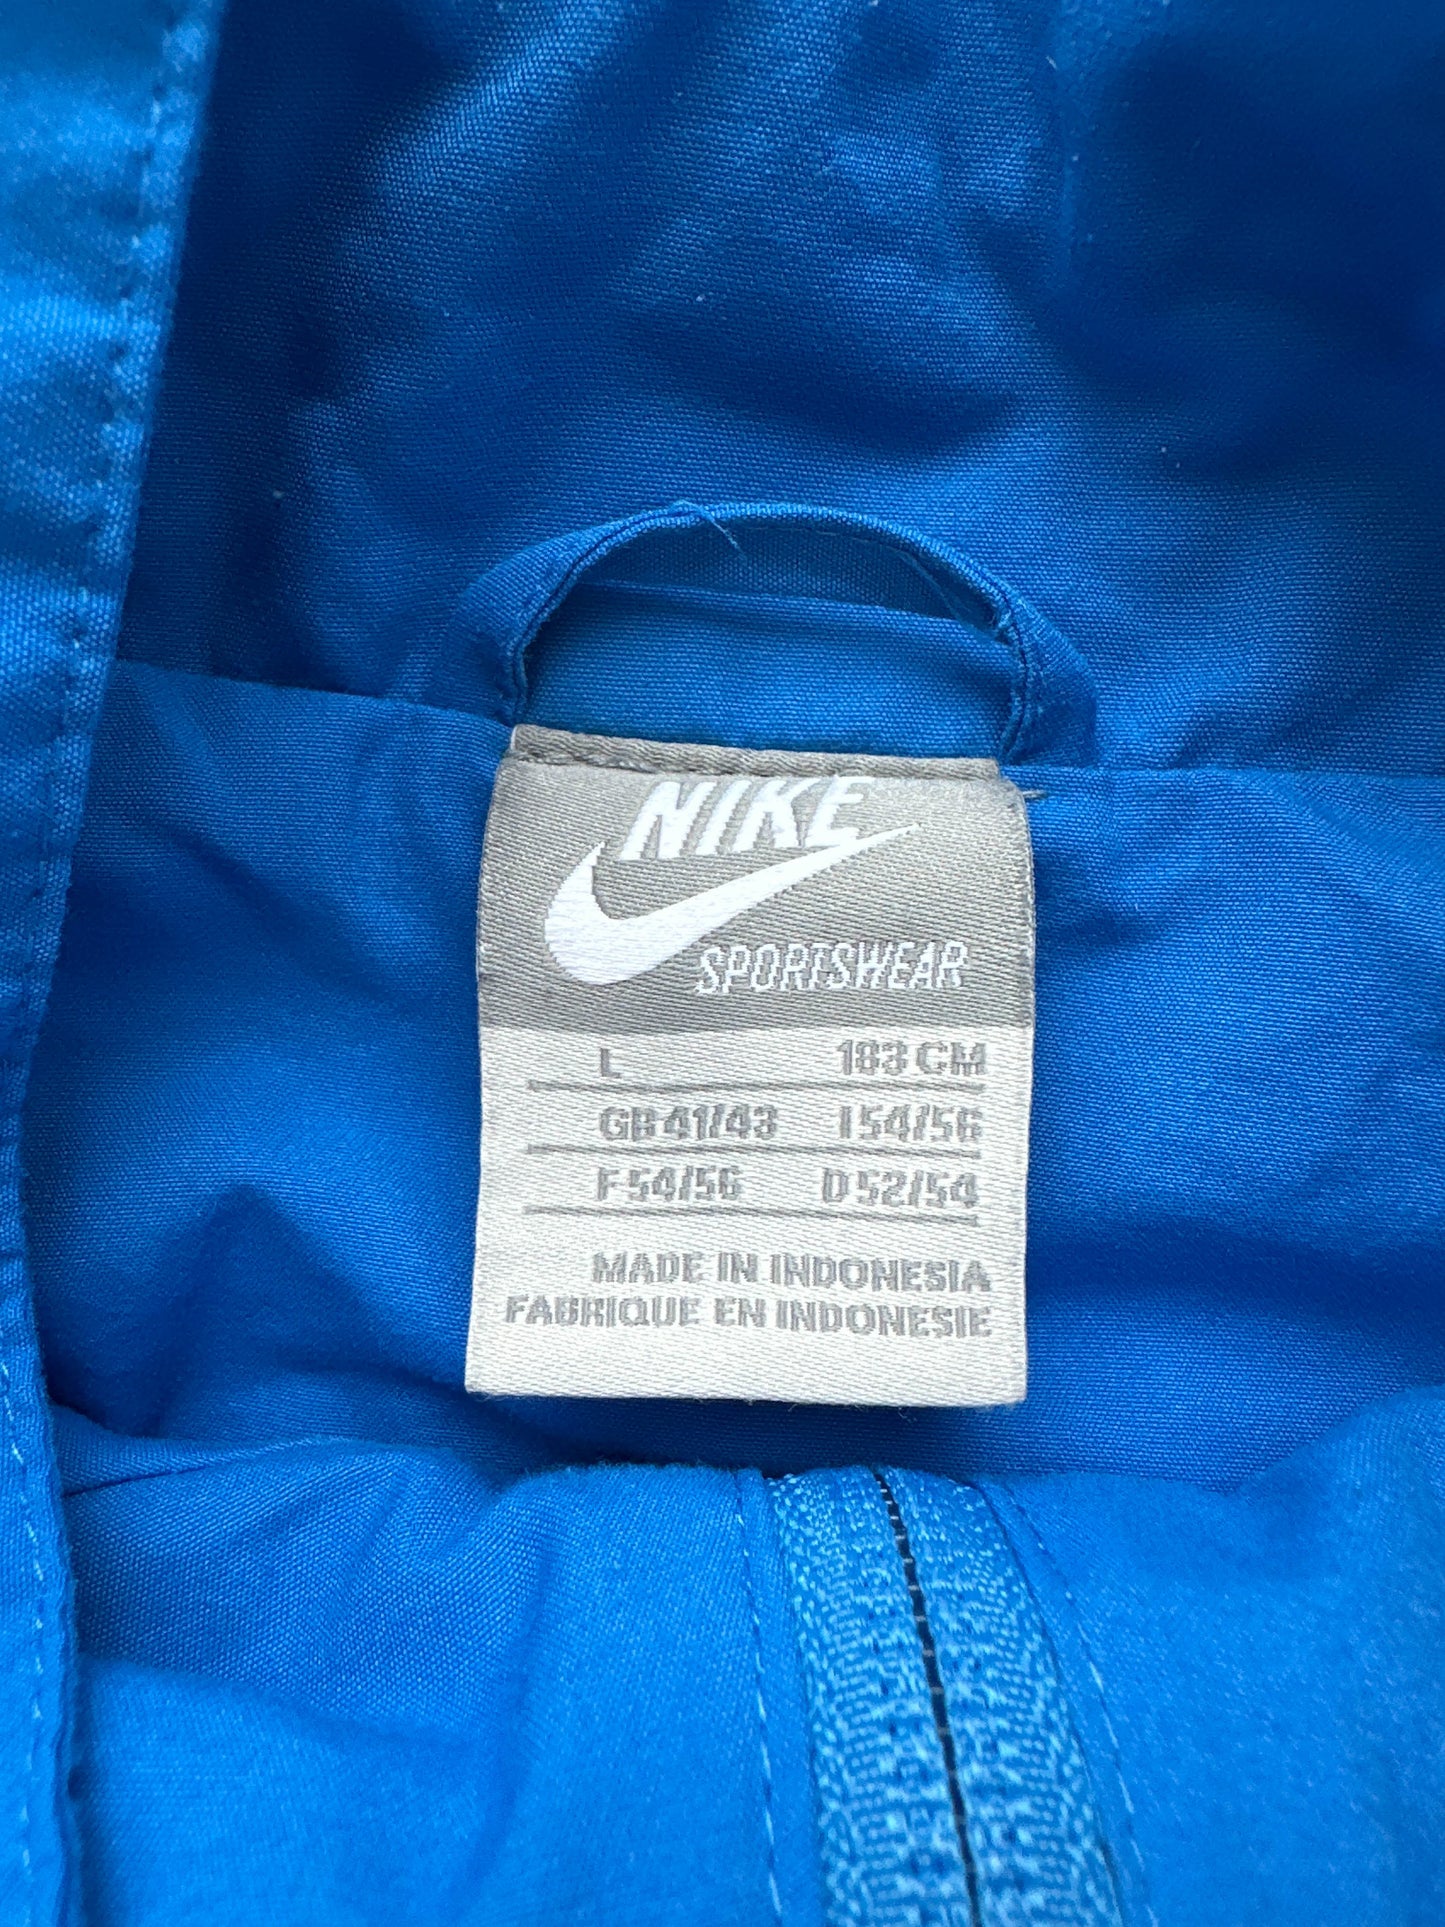 NIKE
SPORTSWEAR
L 183 CM
GB 41/43 I 54/56
F 54/56 D 52/54
MADE IN INDONESIA
FABRIQUE EN INDONESIE